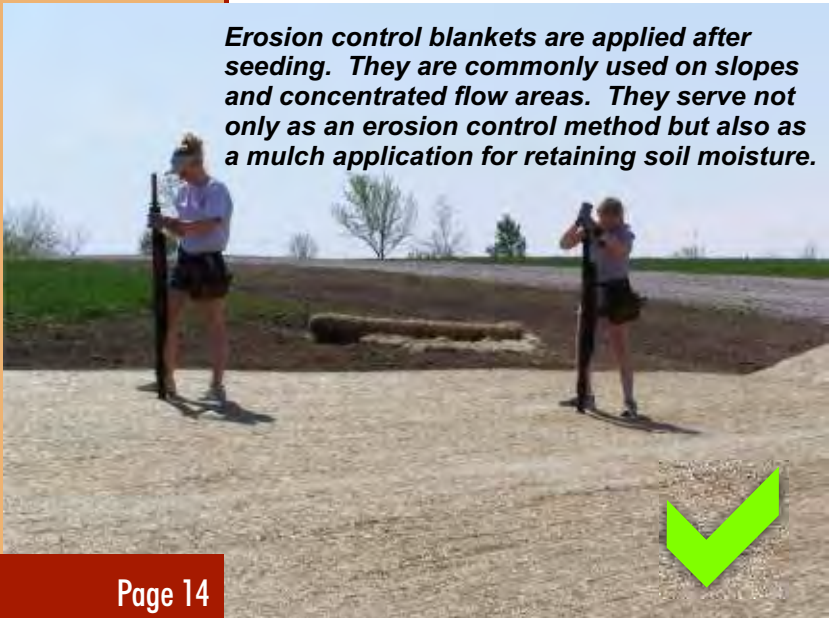 Erosion control blankets are applied after
seeding.  They are commonly used on slopes
and concentrated flow areas.  They serve not
only as an erosion control method but also as
a mulch application for retaining soil moisture.
Page 14